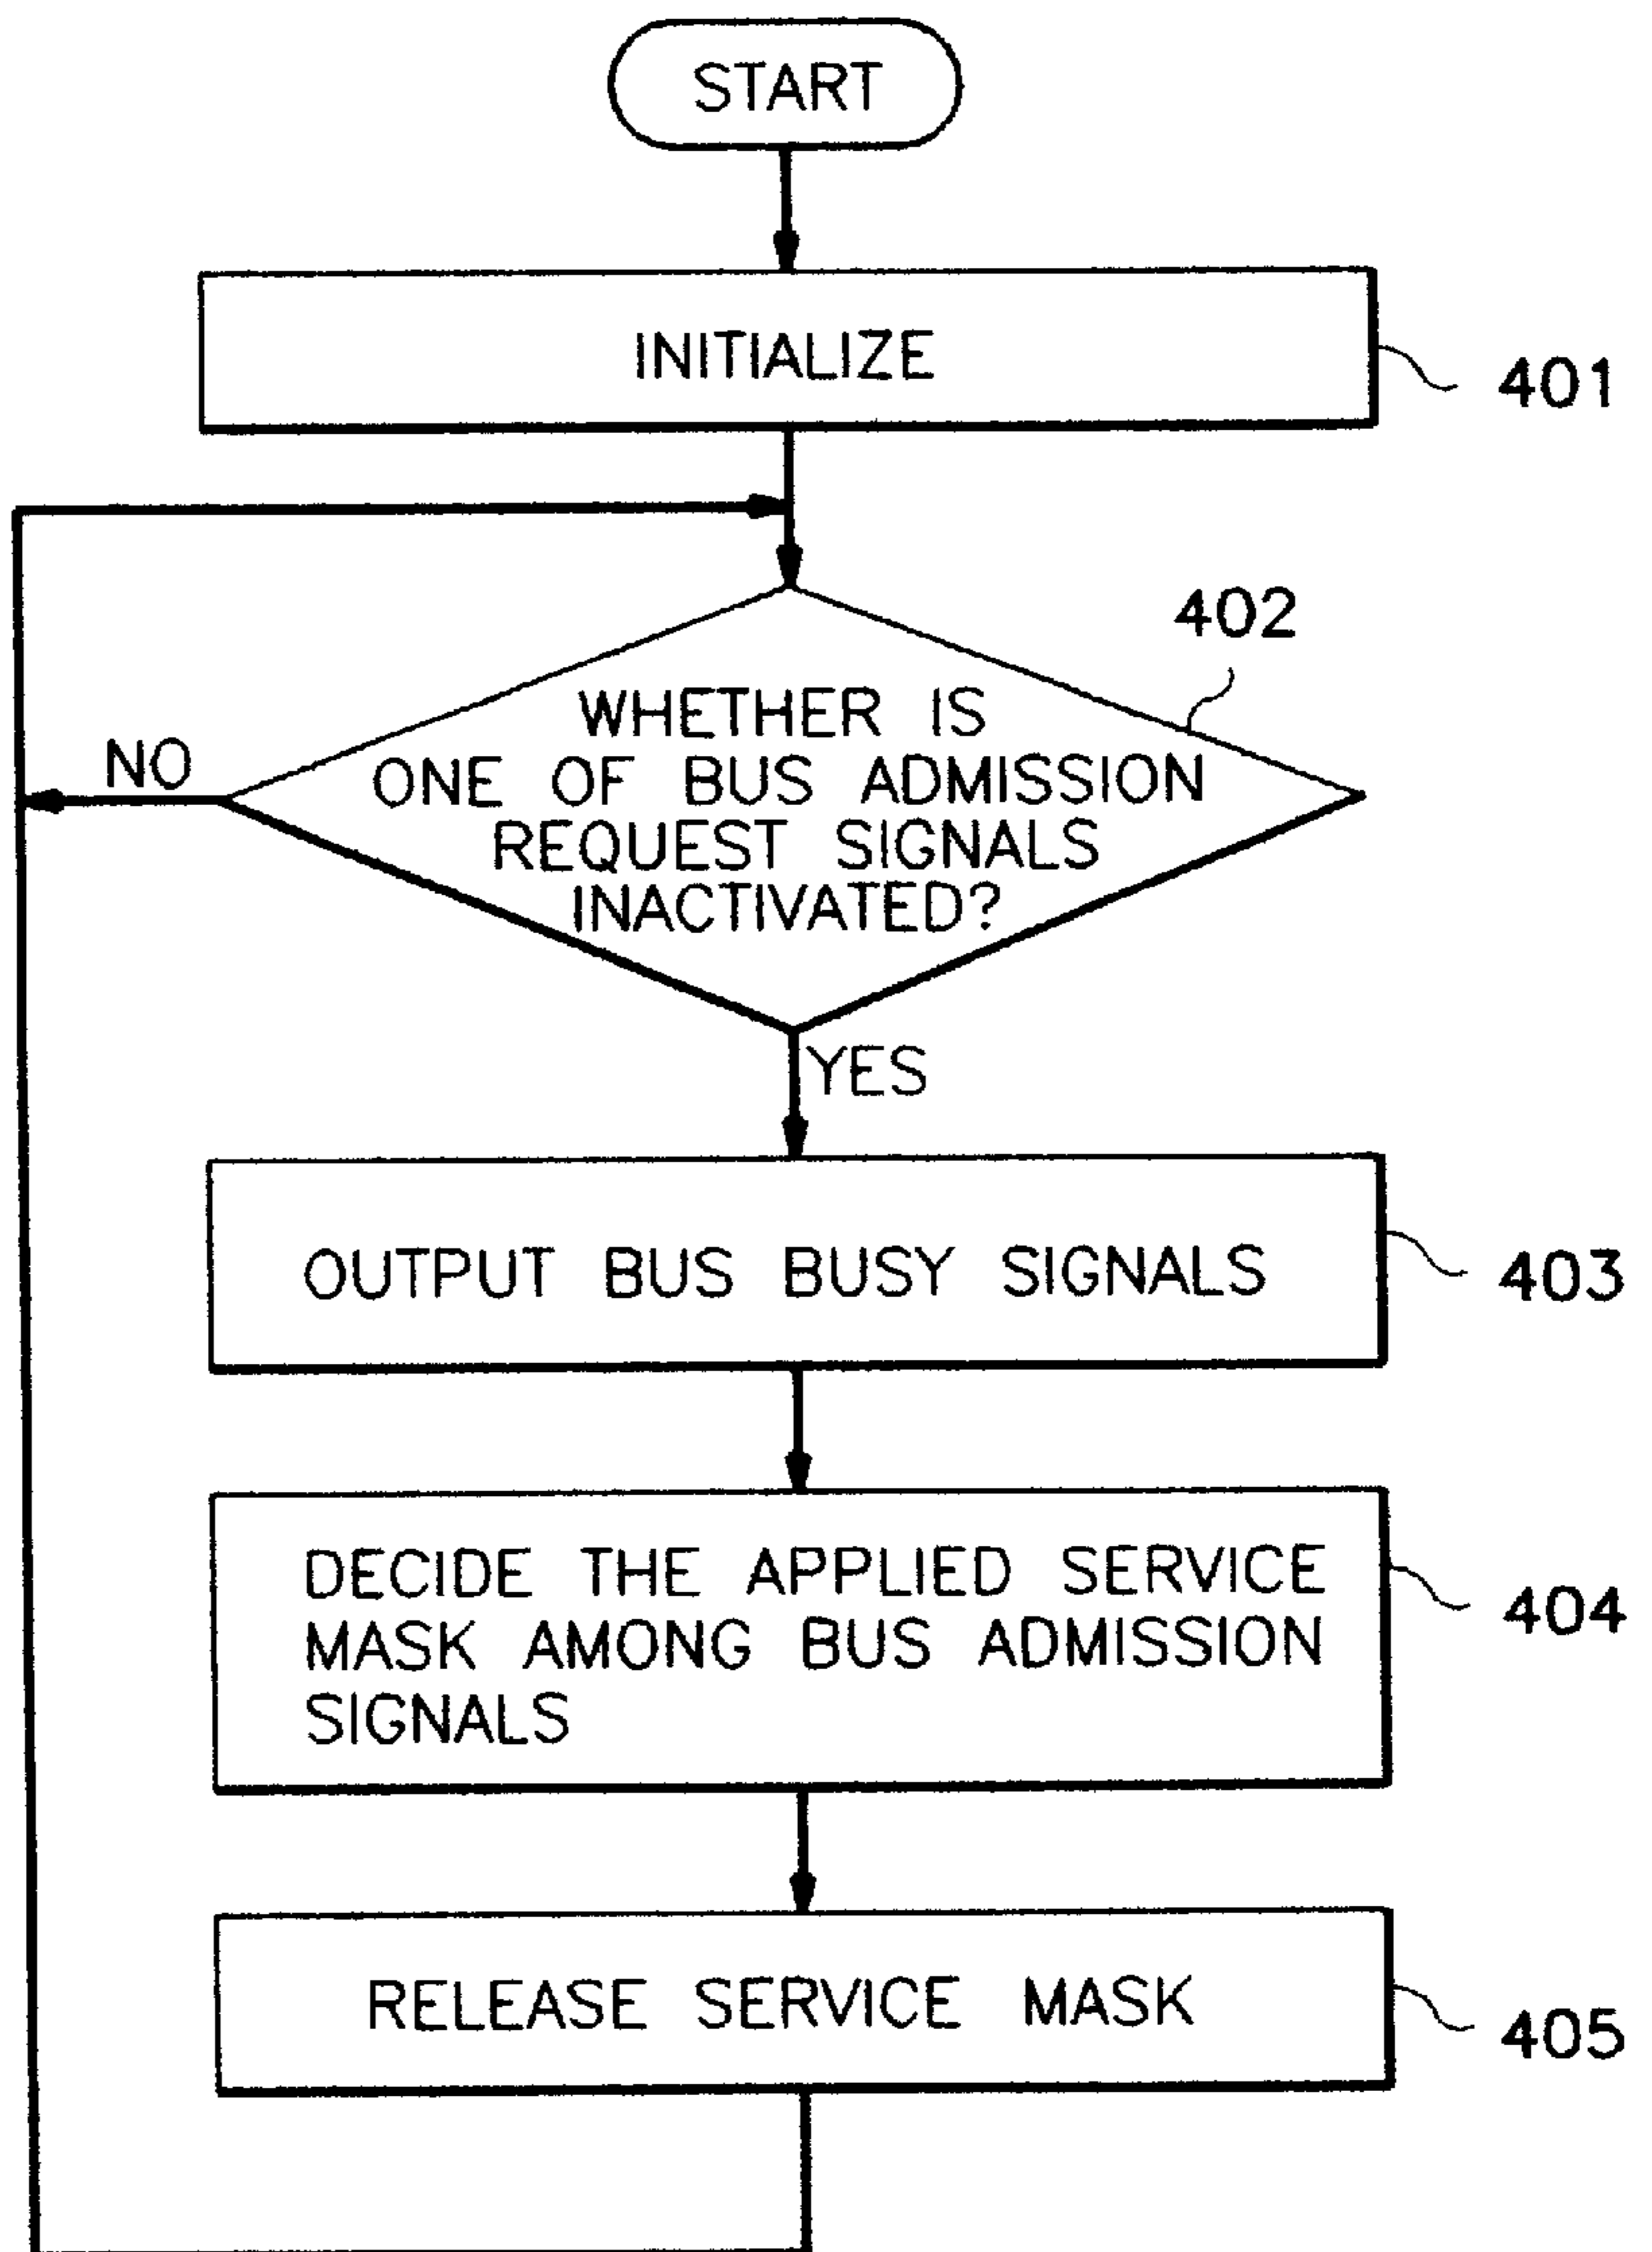 START
INITIALIZE
401
402
WHETHER IS
ONE OF BUS ADMISSION
REQUEST SIGNALS
INACTIVATED?
NO
YES
OUTPUT BUS BUSY SIGNALS
403
DECIDE THE APPLIED SERVICE
MASK AMONG BUS ADMISSION
SIGNALS
404
RELEASE SERVICE MASK
405